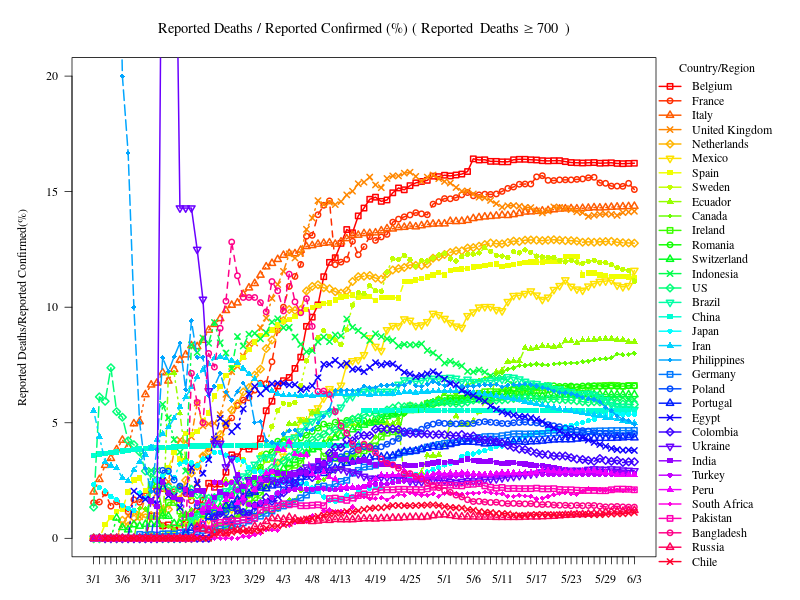 Reported Deaths / Reported Confirmed (%) ( Reported Deaths ≥ 700 )
Country/Region
Belgium
France
Italy
United Kingdom
Netherlands
Mexico
Spain
Sweden
Ecuador
Canada
Ireland
Romania
Switzerland
Indonesia
US
Brazil
China
Japan
Iran
Philippines
Germany
Poland
Portugal
Egypt
Colombia
Ukraine
India
Turkey
Peru
South Africa
Pakistan
Bangladesh
Russia
Chile
Reported Deaths/Reported Confirmed(%)
20
15
10
5
0
3/1 3/6 3/11 3/17 3/23 3/29 4/3 4/8 4/13 4/19 4/25 5/1 5/6 5/11 5/17 5/23 5/29 6/3